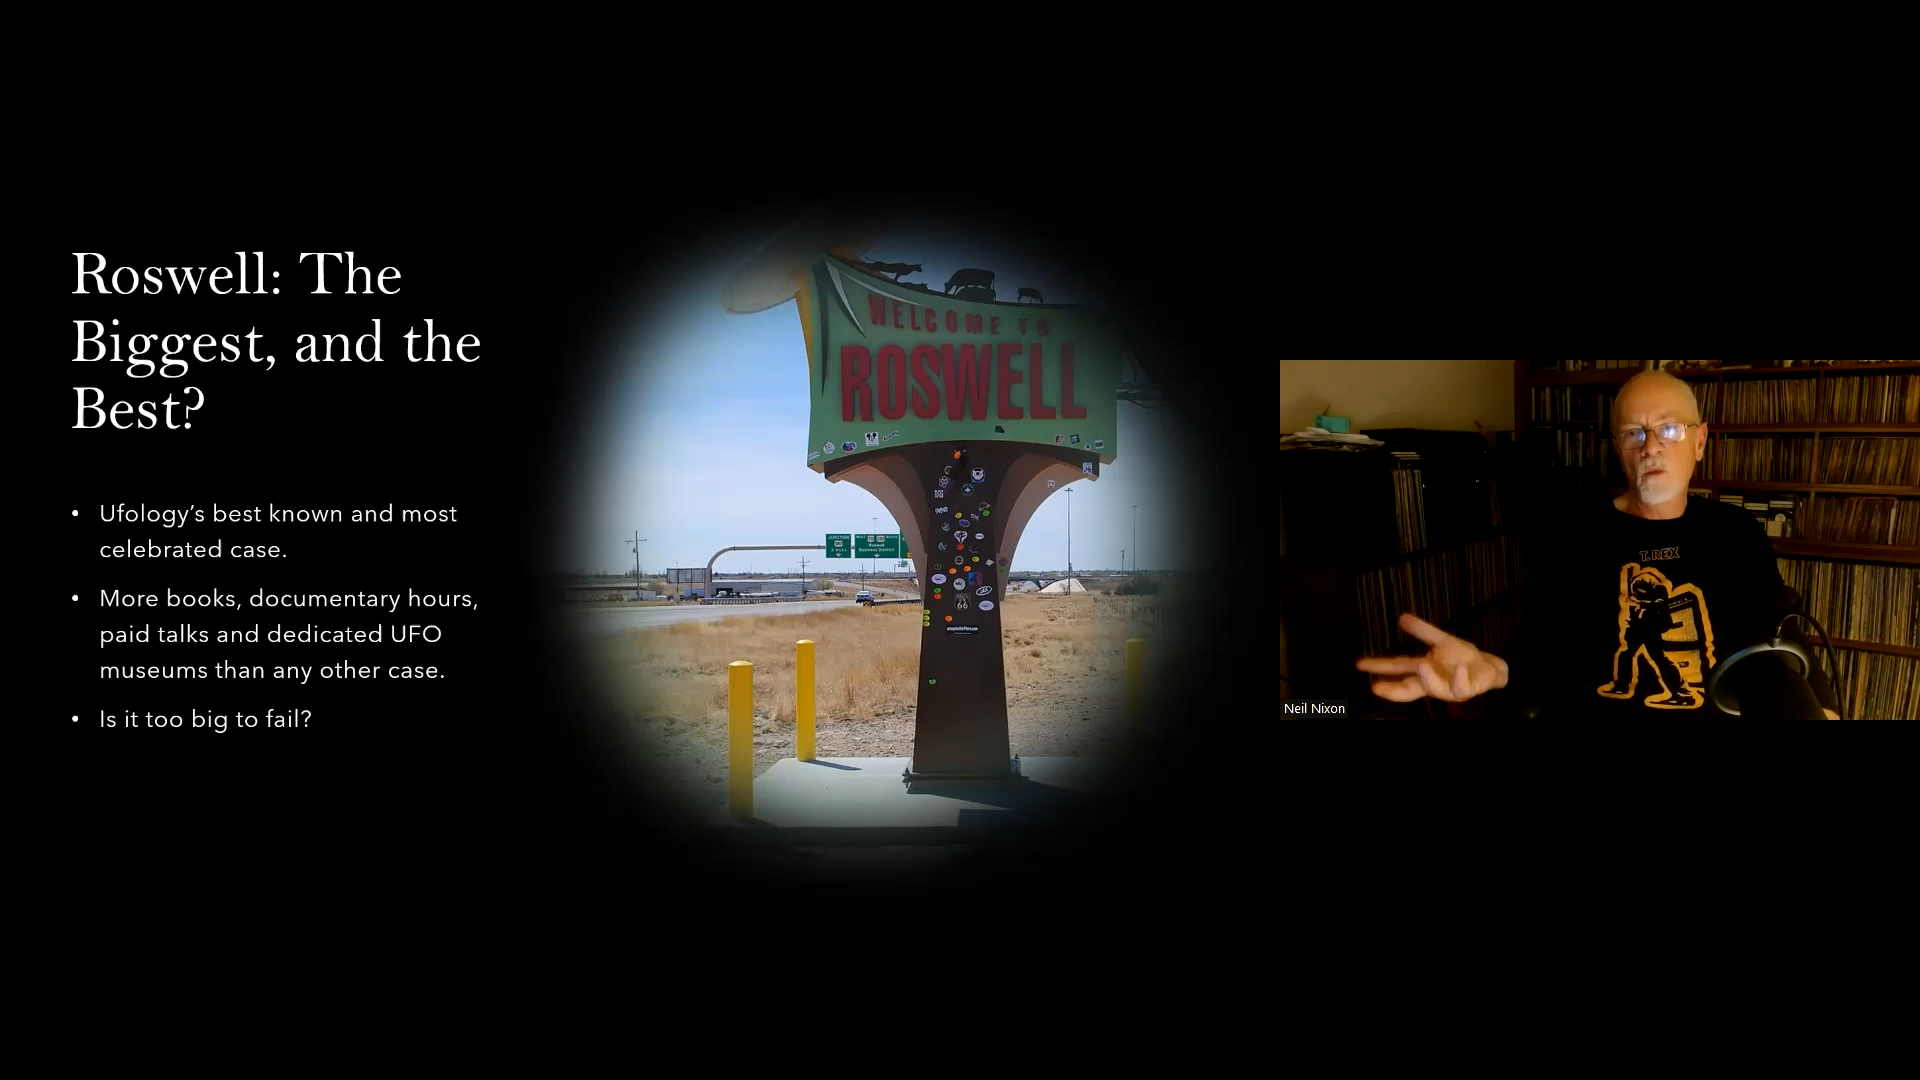 Roswell: The
Biggest, and the
Best?
• Ufology’s best known and most
celebrated case.
• More books, documentary hours,
paid talks and dedicated UFO
museums than any other case.
• Is it too big to fail?
WELCOME TO
ROSWELL
JUNCTION
66
T. REX
Neil Nixon